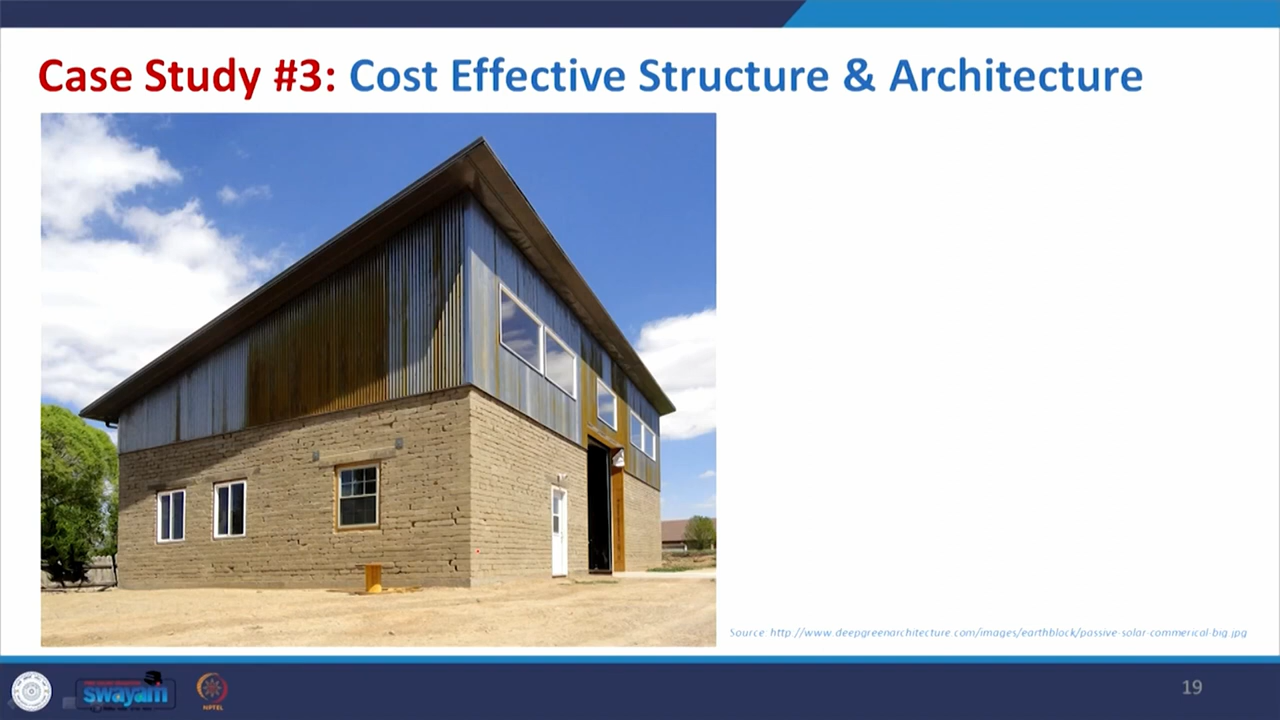 Case Study #3: Cost Effective Structure & Architecture
Source: http://www.deepgreenarchitecture.com/images/earthblock/passive-solar-commerical-big.jpg
swayam
NPTEL
19